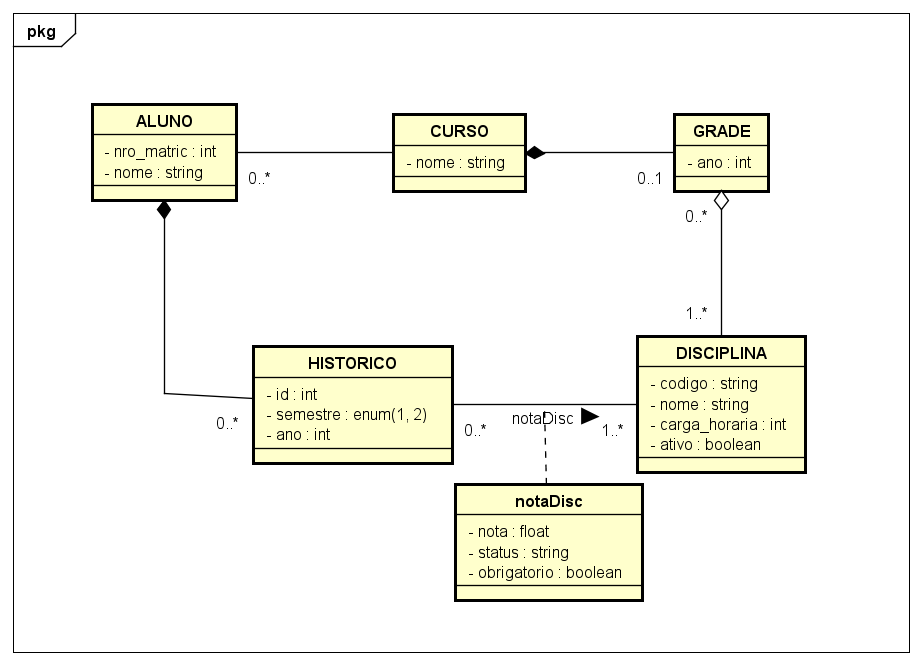 pkg
ALUNO
- nro_matric : int
- nome : string
0..*
CURSO
- nome : string
0..1
GRADE
- ano : int
0..*
1..*
HISTORICO
- id : int
- semestre : enum(1, 2)
- ano : int
0..*
0..*
notaDisc
1..*
DISCIPLINA
- codigo : string
- nome : string
- carga_horaria : int
- ativo : boolean
notaDisc
- nota : float
- status : string
- obrigatorio : boolean